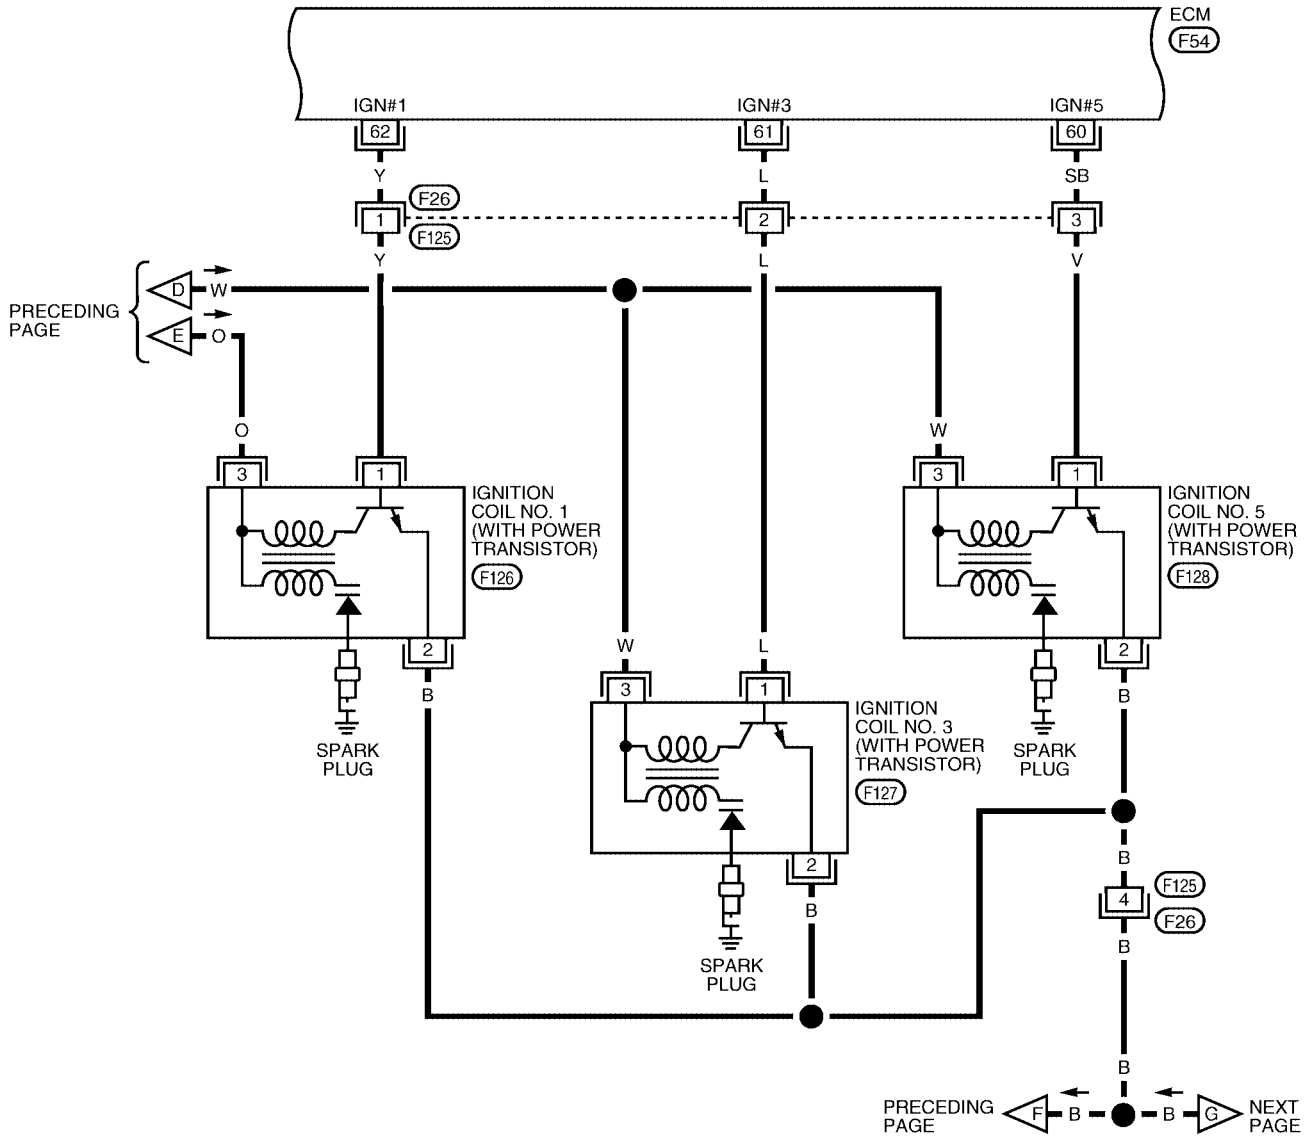 ECM
F54
IGN#1
IGN#3
IGN#5
62
61
60
Y
L
SB
F26
1
2
3
F125
Y
L
V
D
W
PRECEDING
PAGE
E
O
O
W
3
1
3
1
IGNITION
COIL NO. 1
(WITH POWER
TRANSISTOR)
F126
IGNITION
COIL NO. 5
(WITH POWER
TRANSISTOR)
F128
2
2
W
L
B
B
3
1
IGNITION
COIL NO. 3
(WITH POWER
TRANSISTOR)
F127
SPARK
PLUG
SPARK
PLUG
2
B
B
F125
4
F26
B
SPARK
PLUG
B
PRECEDING
PAGE
F
B
B
G
NEXT
PAGE